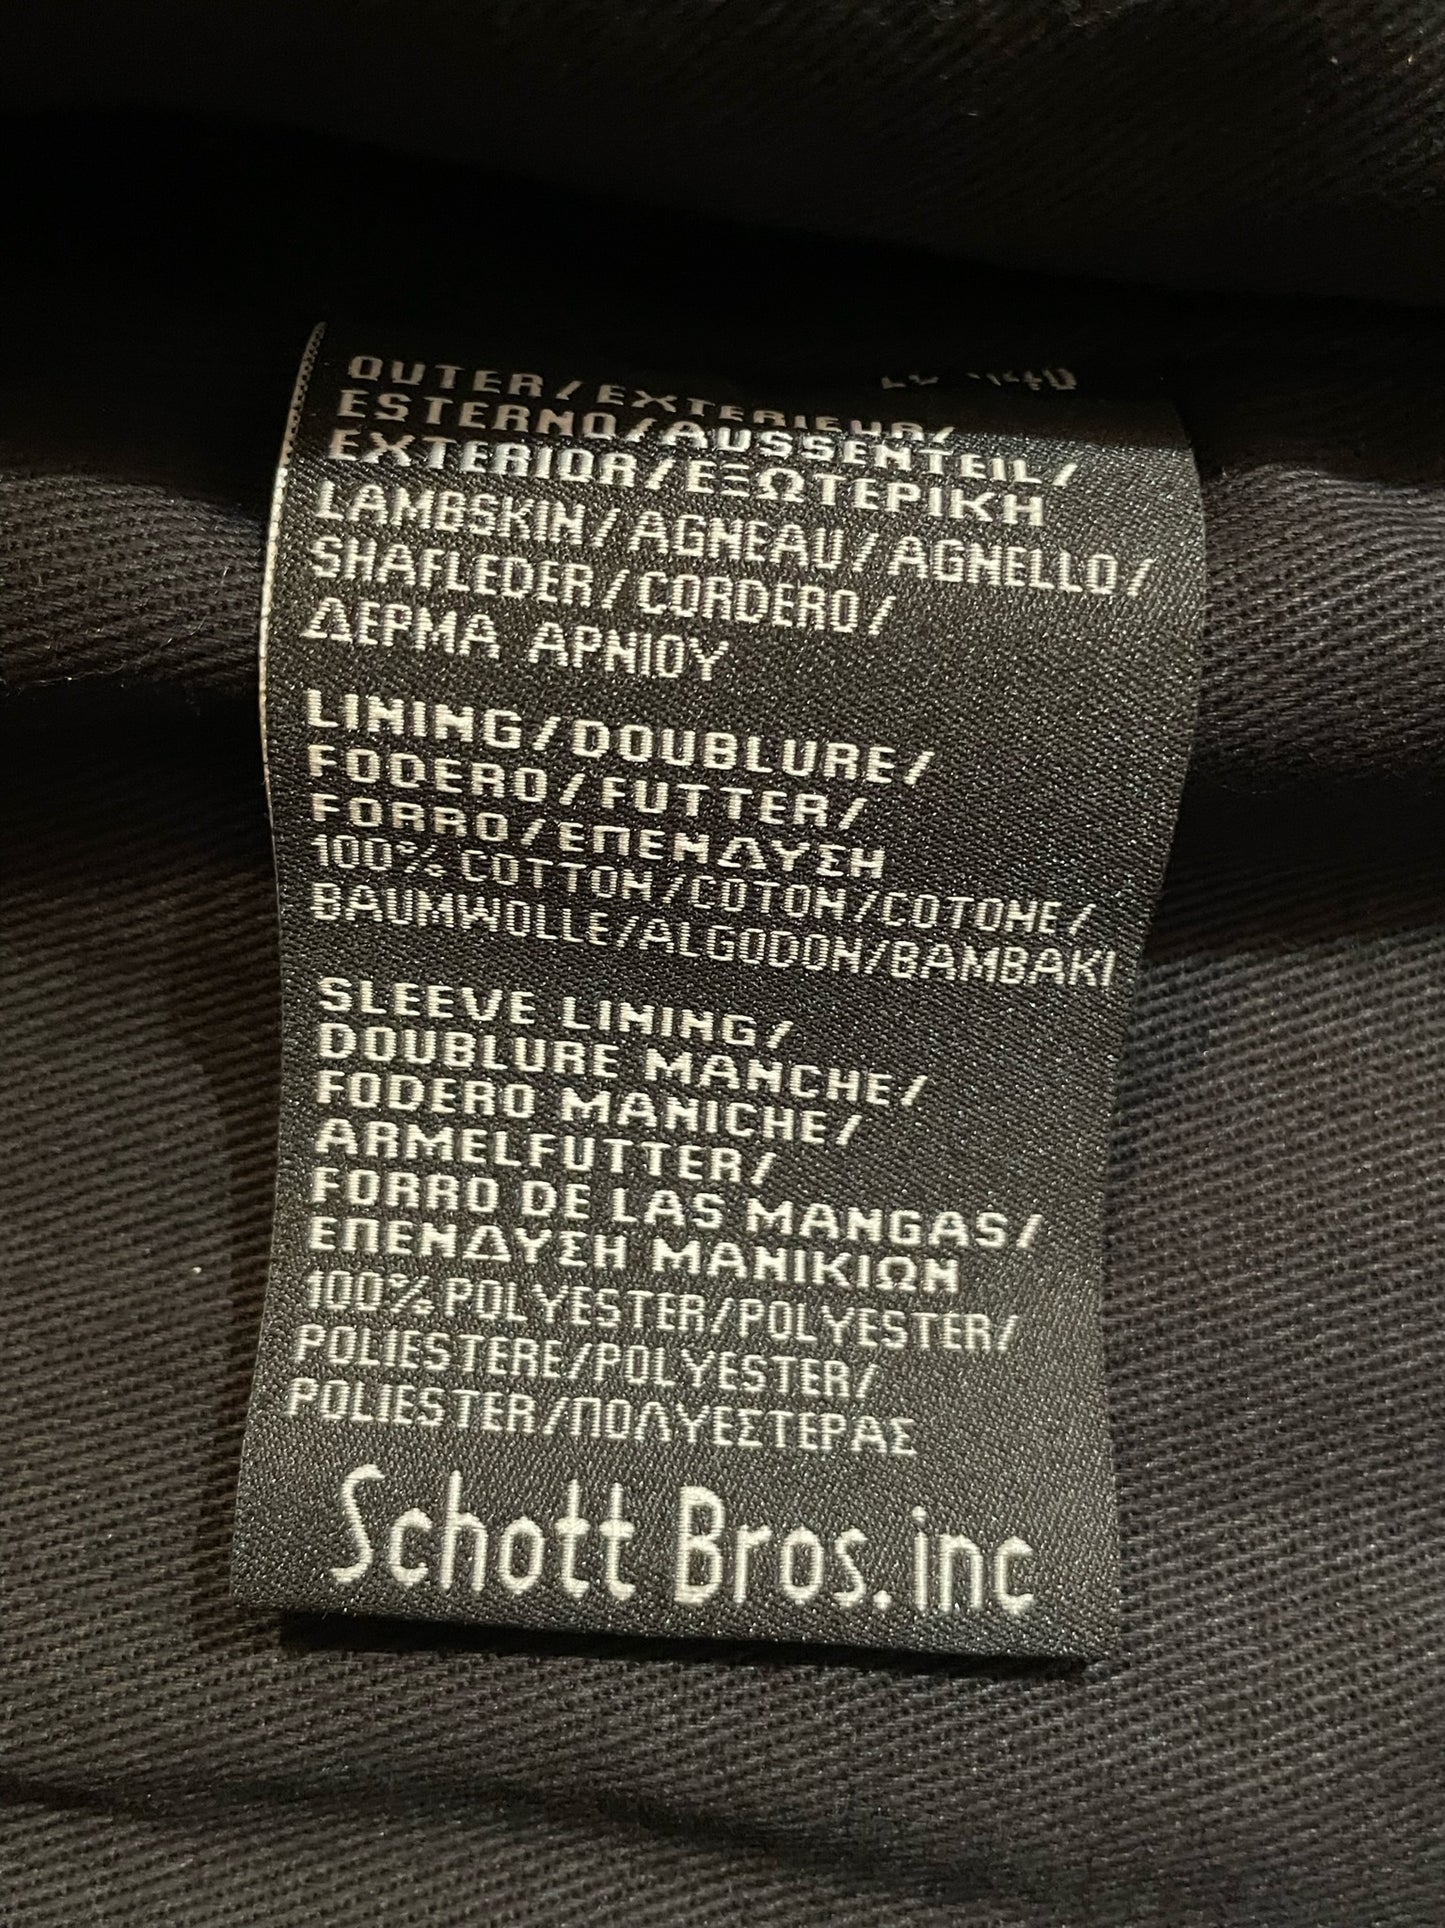 OUTER/EXTERIEUR/
ESTERNO/AUSSENTEIL/
EXTERIOR/ΕΞΩΤΕΡΙΚΗ
LAMBSKIN/AGNEAU/AGNELLO/
SHAFLEDER/CORDERO/
ΔΕΡΜΑ ΑΡΝΙΟΥ
LINING/DOUBLURE/
FODERO/FUTTER/
FORRO/ΕΠΕΝΔΥΣΗ
100% COTTON/COTON/COTONE/
BAUMWOLLE/ALGODON/BAMBAKI
SLEEVE LINING/
DOUBLURE MANCHE/
FODERO MANICHE/
ARMELFUTTER/
FORRO DE LAS MANGAS/
ΕΠΕΝΔΥΣΗ ΜΑΝΙΚΙΩΝ
100% POLYESTER/POLYESTER/
POLIESTERE/POLYESTER/
POLIESTER/ΠΟΛΥΕΣΤΕΡΑΣ
Schott Bros. inc